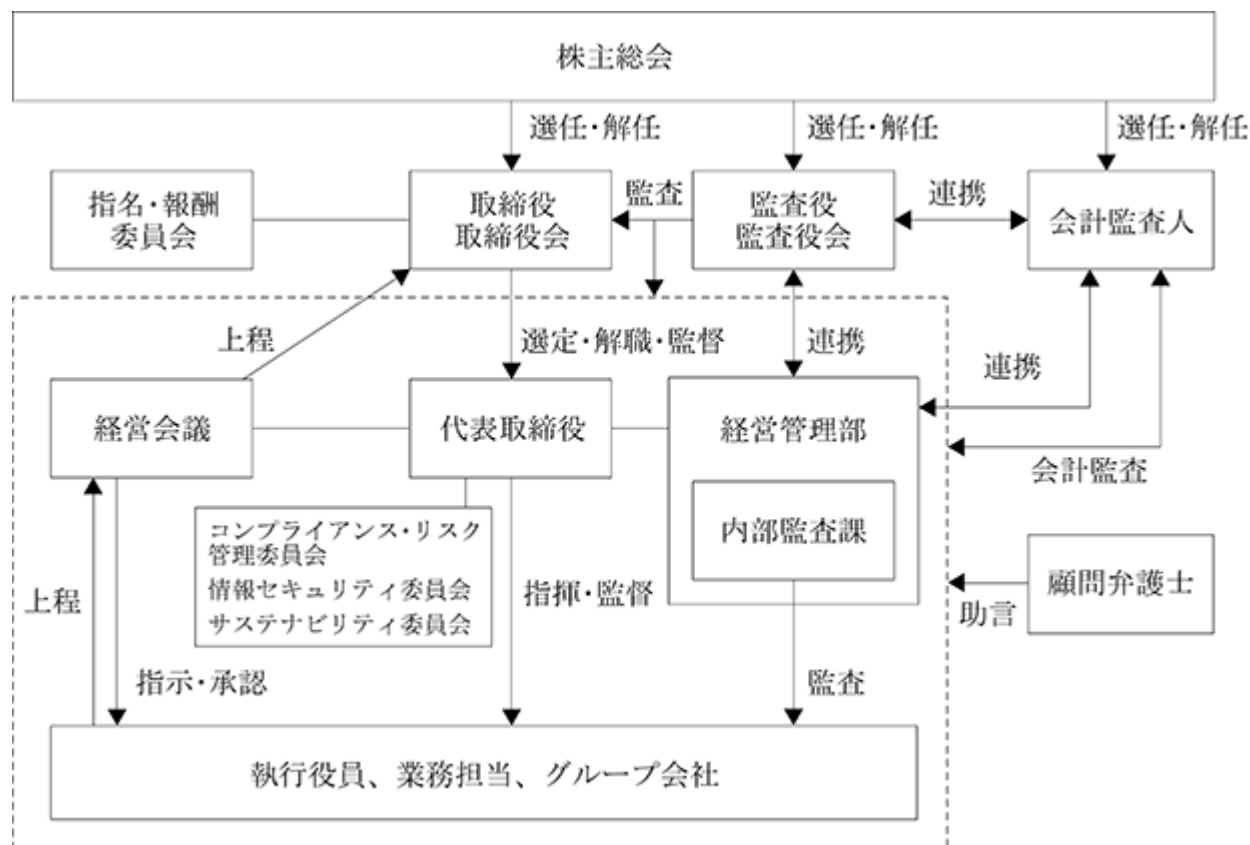 株主総会
選任・解任
選任・解任
選任・解任
指名・報酬
委員会
取締役
取締役会
監査
監査役
監査役会
連携
会計監査人
上程
選定・解職・監督
連携
連携
経営会議
代表取締役
経営管理部
会計監査
コンプライアンス・リスク
管理委員会
情報セキュリティ委員会
サステナビリティ委員会
内部監査課
顧問弁護士
助言
上程
指揮・監督
指示・承認
監査
執行役員、業務担当、グループ会社